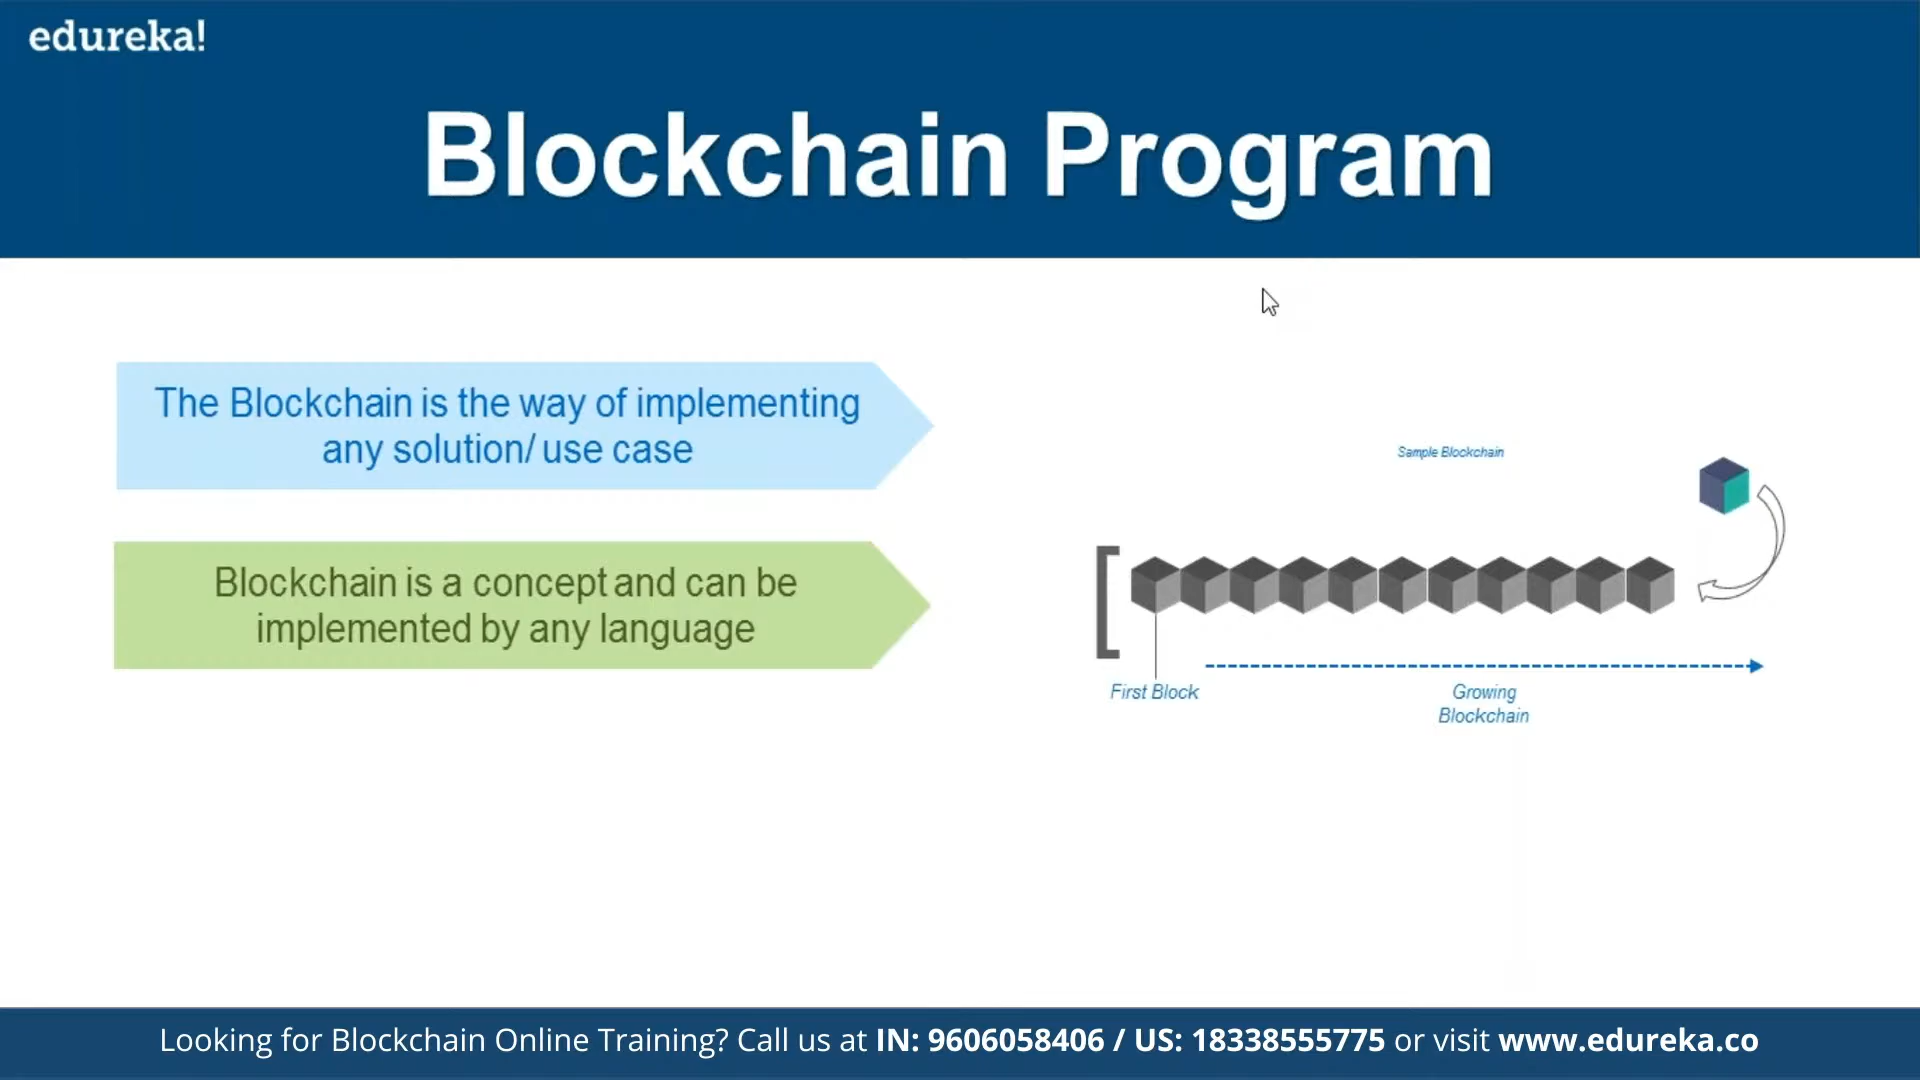 edureka!
Blockchain Program
The Blockchain is the way of implementing
any solution/ use case
Blockchain is a concept and can be
implemented by any language
Sample Blockchain
First Block
Growing
Blockchain
Looking for Blockchain Online Training? Call us at IN: 9606058406 / US: 18338555775 or visit www.edureka.co